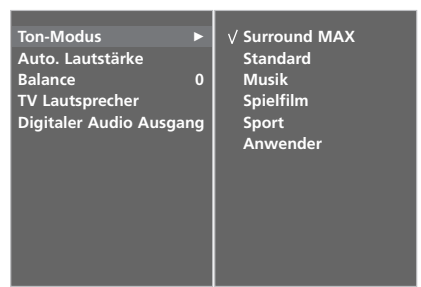 Ton-Modus ▶
Auto. Lautstärke
Balance 0
TV Lautsprecher
Digitaler Audio Ausgang
√ Surround MAX
Standard
Musik
Spielfilm
Sport
Anwender